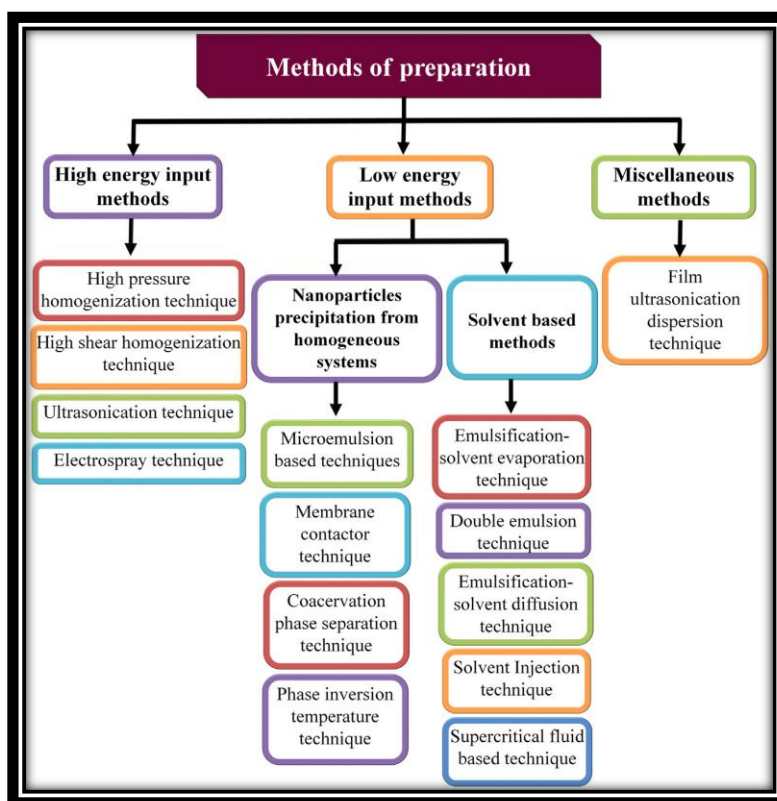 Methods of preparation
High energy input
methods
Low energy
input methods
Miscellaneous
methods
High pressure
homogenization technique
High shear homogenization
technique
Ultrasonication technique
Electrospray technique
Nanoparticles
precipitation from
homogeneous
systems
Microemulsion
based techniques
Membrane
contactor
technique
Coacervation
phase separation
technique
Phase inversion
temperature
technique
Solvent based
methods
Emulsification-
solvent evaporation
technique
Double emulsion
technique
Emulsification-
solvent diffusion
technique
Solvent Injection
technique
Supercritical fluid
based technique
Film
ultrasonication
dispersion
technique